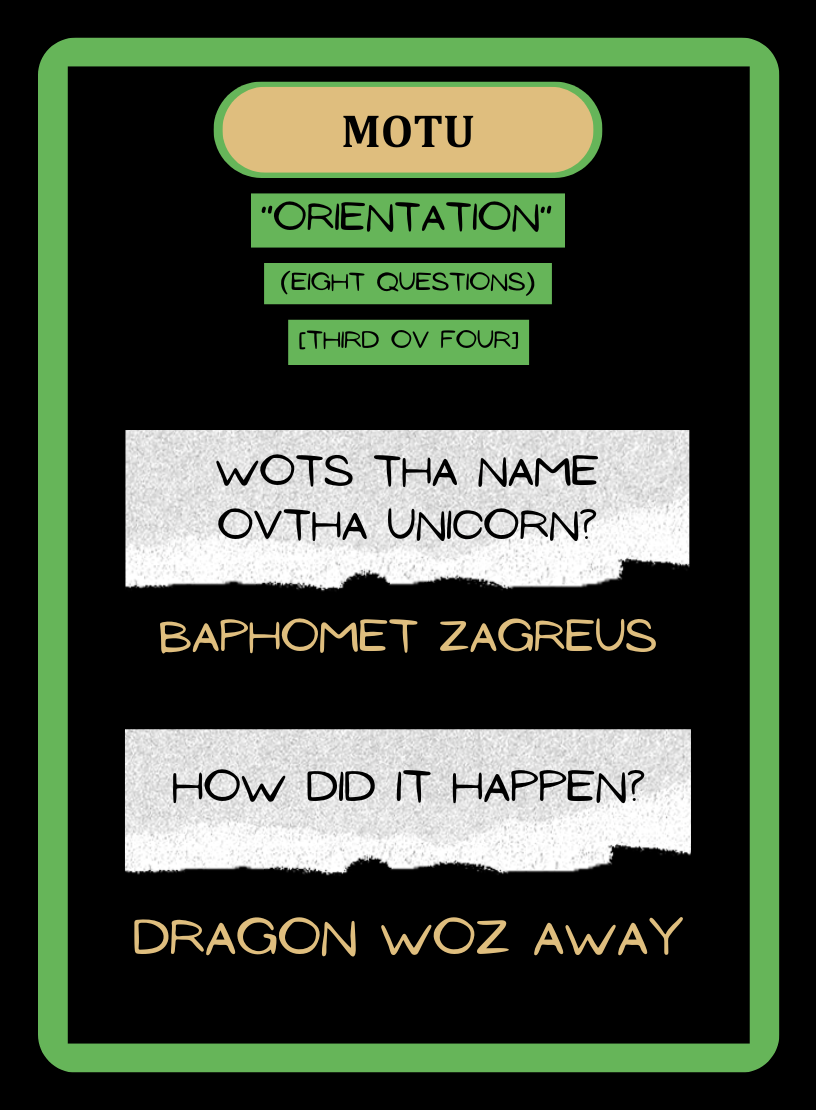 MOTU
"ORIENTATION"
(EIGHT QUESTIONS)
[THIRD OV FOUR]
WOTS THA NAME
OVTHA UNICORN?
BAPHOMET ZAGREUS
HOW DID IT HAPPEN?
DRAGON WOZ AWAY